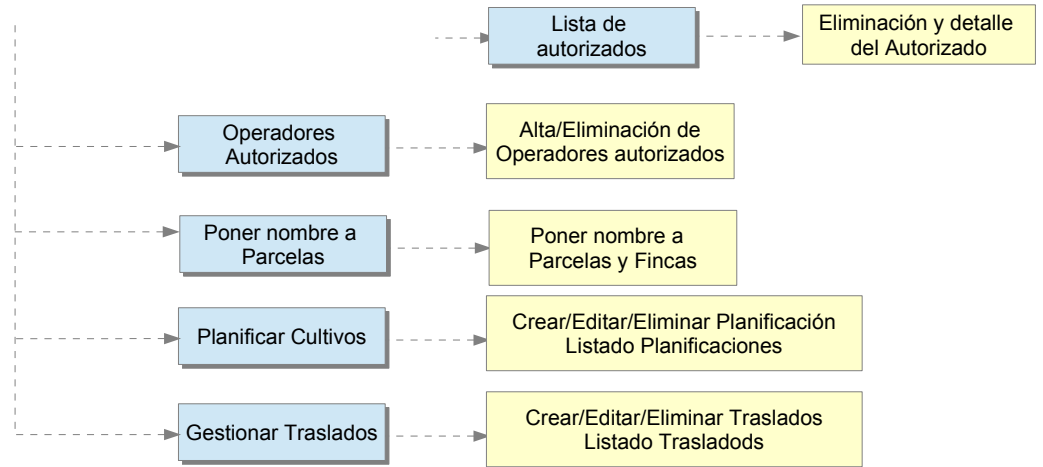 Lista de
autorizados
Eliminación y detalle
del Autorizado
Operadores
Autorizados
Alta/Eliminación de
Operadores autorizados
Poner nombre a
Parcelas
Poner nombre a
Parcelas y Fincas
Planificar Cultivos
Crear/Editar/Eliminar Planificación
Listado Planificaciones
Gestionar Traslados
Crear/Editar/Eliminar Traslados
Listado Trasladods